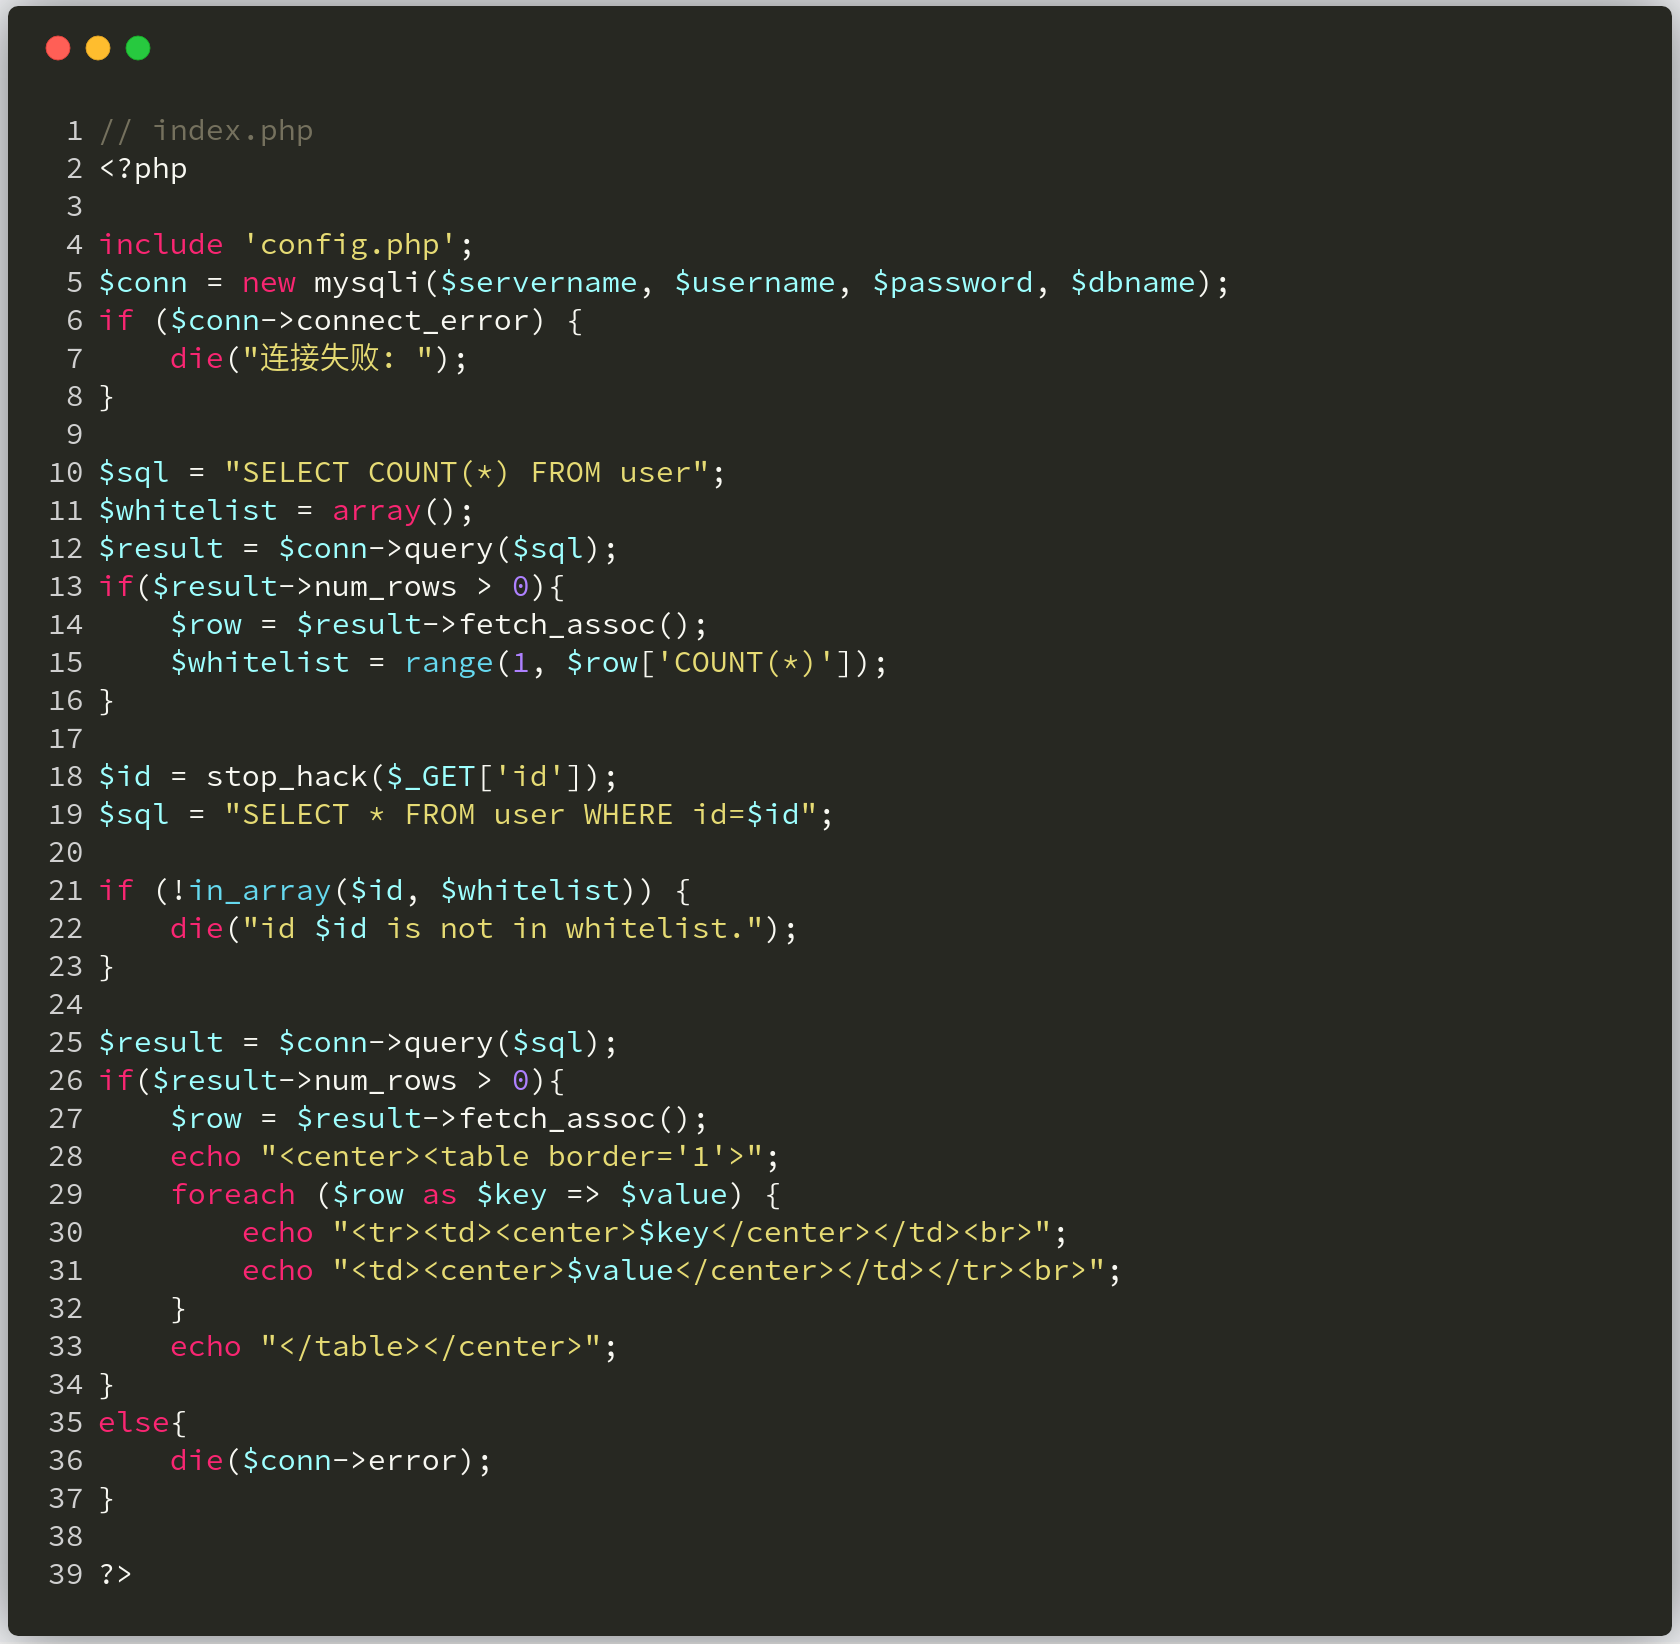 1 // index.php
2 <?php
3
4 include 'config.php';
5 $conn = new mysqli($servername, $username, $password, $dbname);
6 if ($conn->connect_error) {
7     die("连接失败: ");
8 }
9
10 $sql = "SELECT COUNT(*) FROM user";
11 $whitelist = array();
12 $result = $conn->query($sql);
13 if($result->num_rows > 0){
14     $row = $result->fetch_assoc();
15     $whitelist = range(1, $row['COUNT(*)']);
16 }
17
18 $id = stop_hack($_GET['id']);
19 $sql = "SELECT * FROM user WHERE id=$id";
20
21 if (!in_array($id, $whitelist)) {
22     die("id $id is not in whitelist.");
23 }
24
25 $result = $conn->query($sql);
26 if($result->num_rows > 0){
27     $row = $result->fetch_assoc();
28     echo "<center><table border='1'>";
29     foreach ($row as $key => $value) {
30         echo "<tr><td><center>$key</center></td><br>";
31         echo "<td><center>$value</center></td></tr><br>";
32     }
33     echo "</table></center>";
34 }
35 else{
36     die($conn->error);
37 }
38
39 ?>